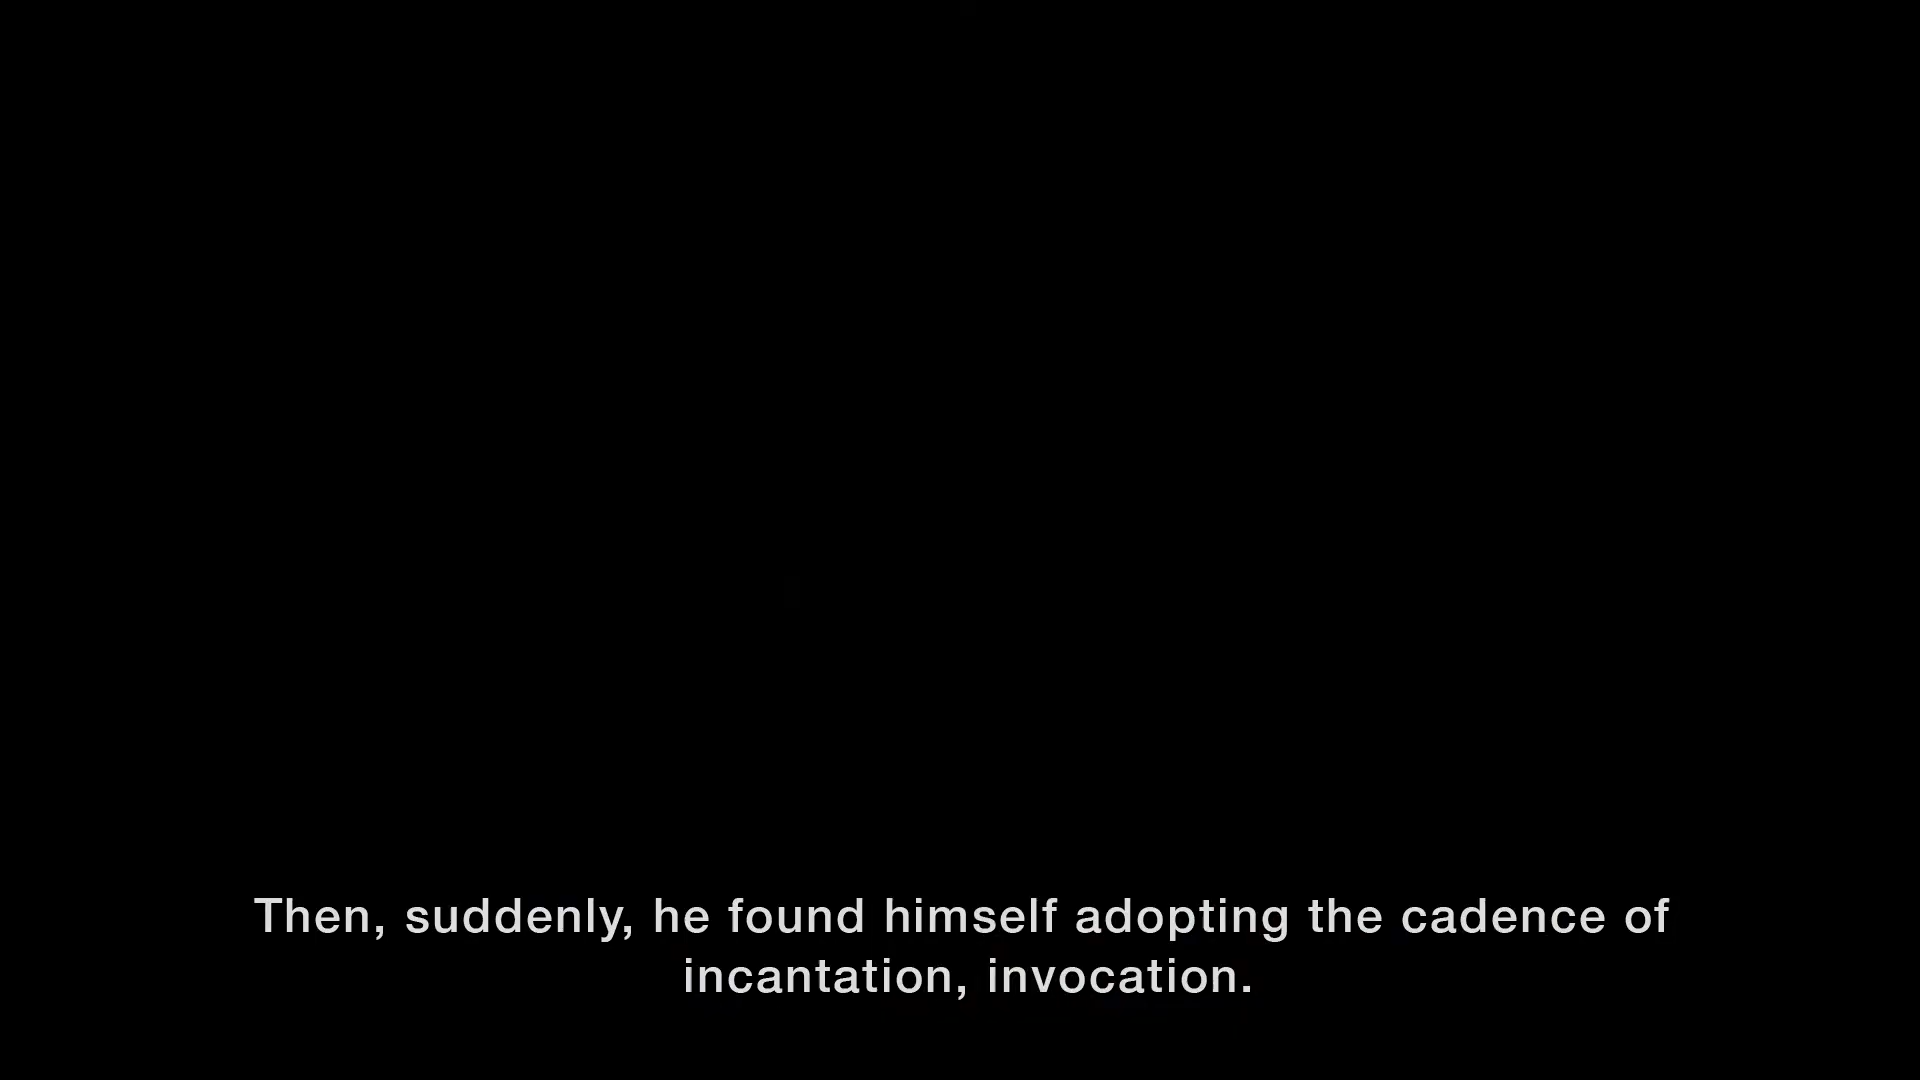 Then, suddenly, he found himself adopting the cadence of
incantation, invocation.